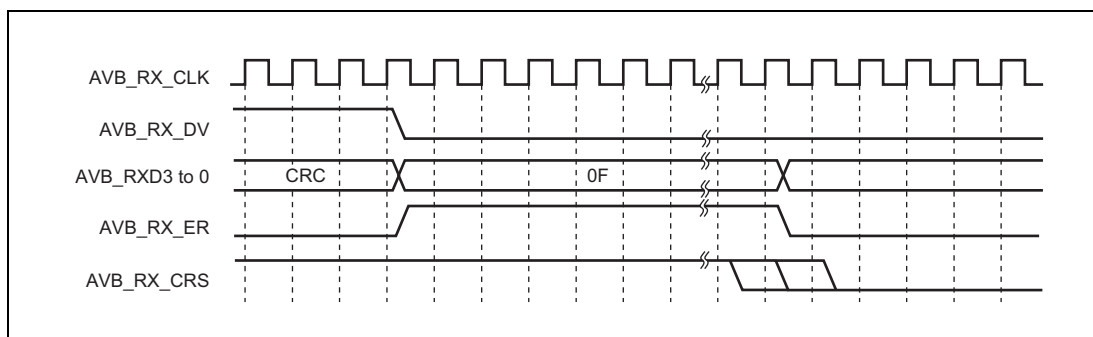 AVB_RX_CLK
AVB_RX_DV
AVB_RXD3 to 0
CRC
0F
AVB_RX_ER
AVB_RX_CRS